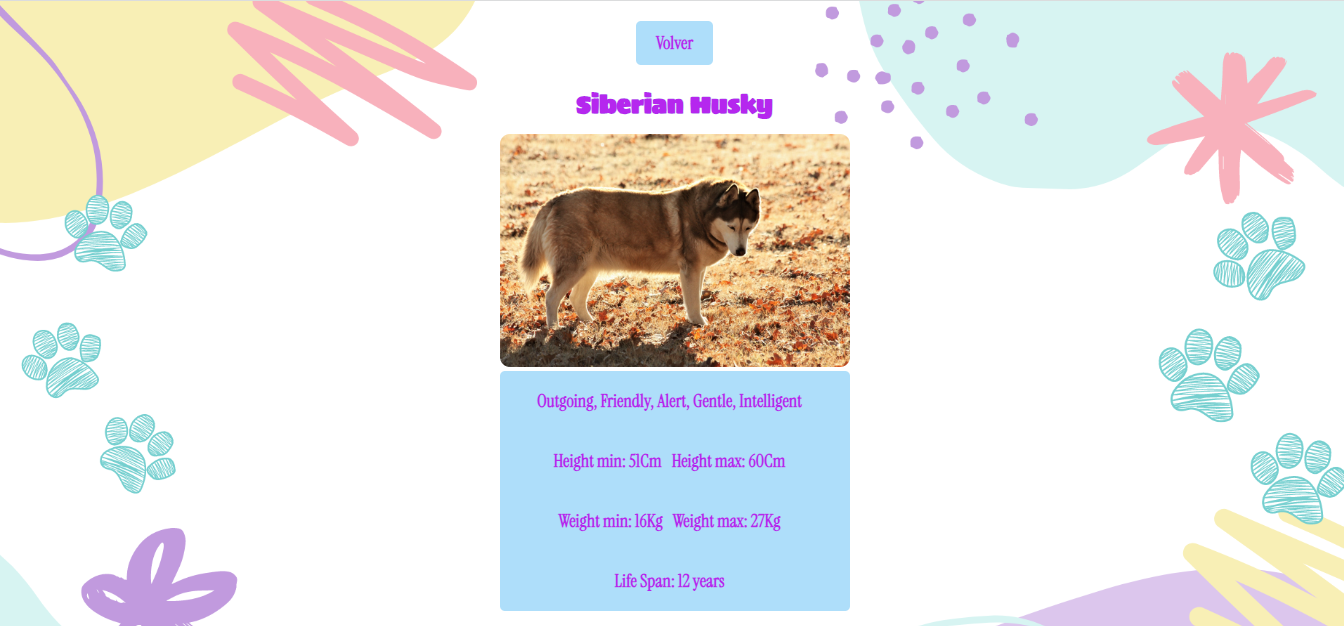 Volver
Siberian Husky
Outgoing, Friendly, Alert, Gentle, Intelligent
Height min: 51Cm Height max: 60Cm
Weight min: 16Kg Weight max: 27Kg
Life Span: 12 years